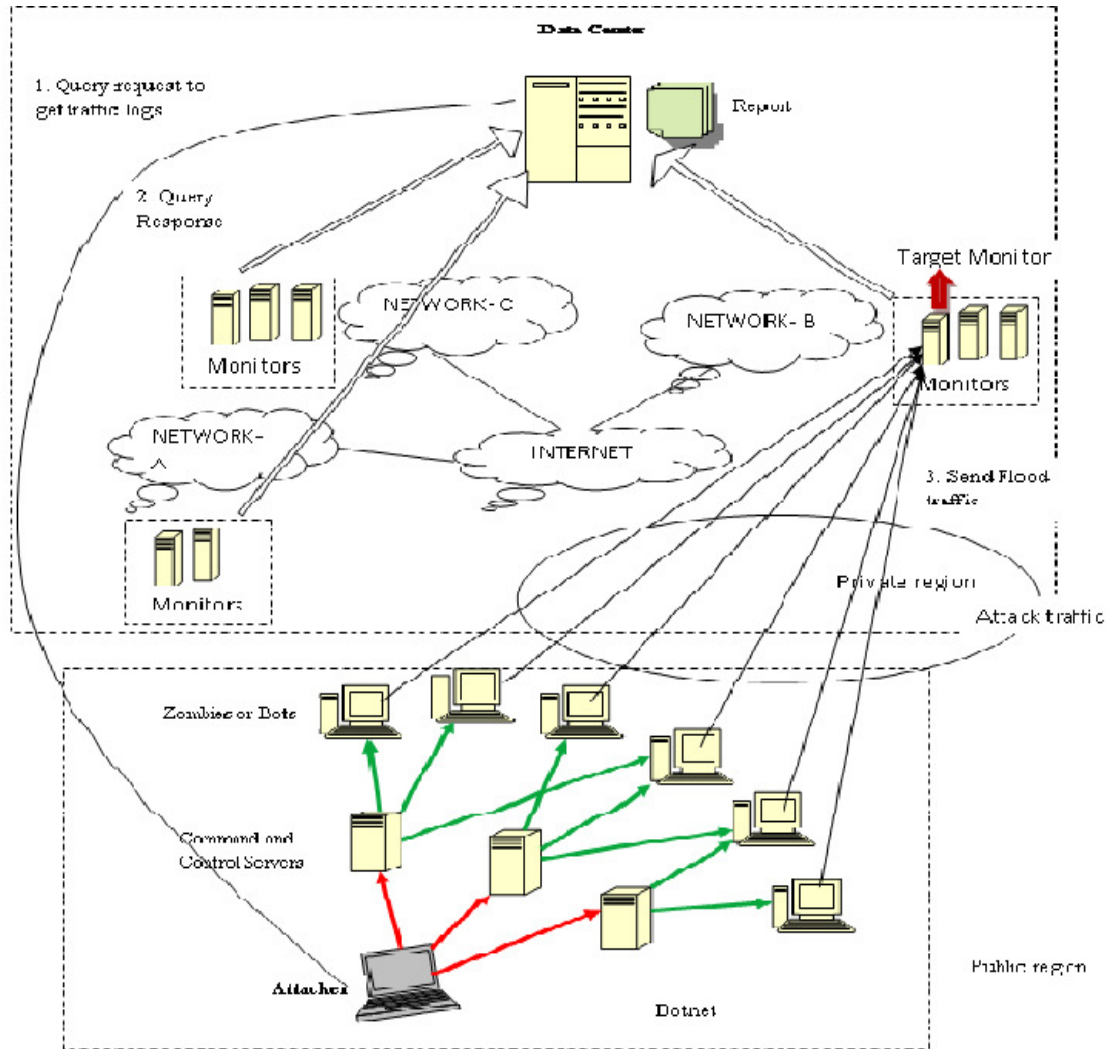 Data Center
1. Query request to
get traffic logs
Report
2. Query
Response
Target Monitor
NETWORK- C
NETWORK- B
Monitors
Monitors
NETWORK-
A
INTERNET
3. Send Flood
traffic
Monitors
Private region
Attack traffic
Zombies or Bots
Command and
Control Servers
Attacker
Public region
Dotnet